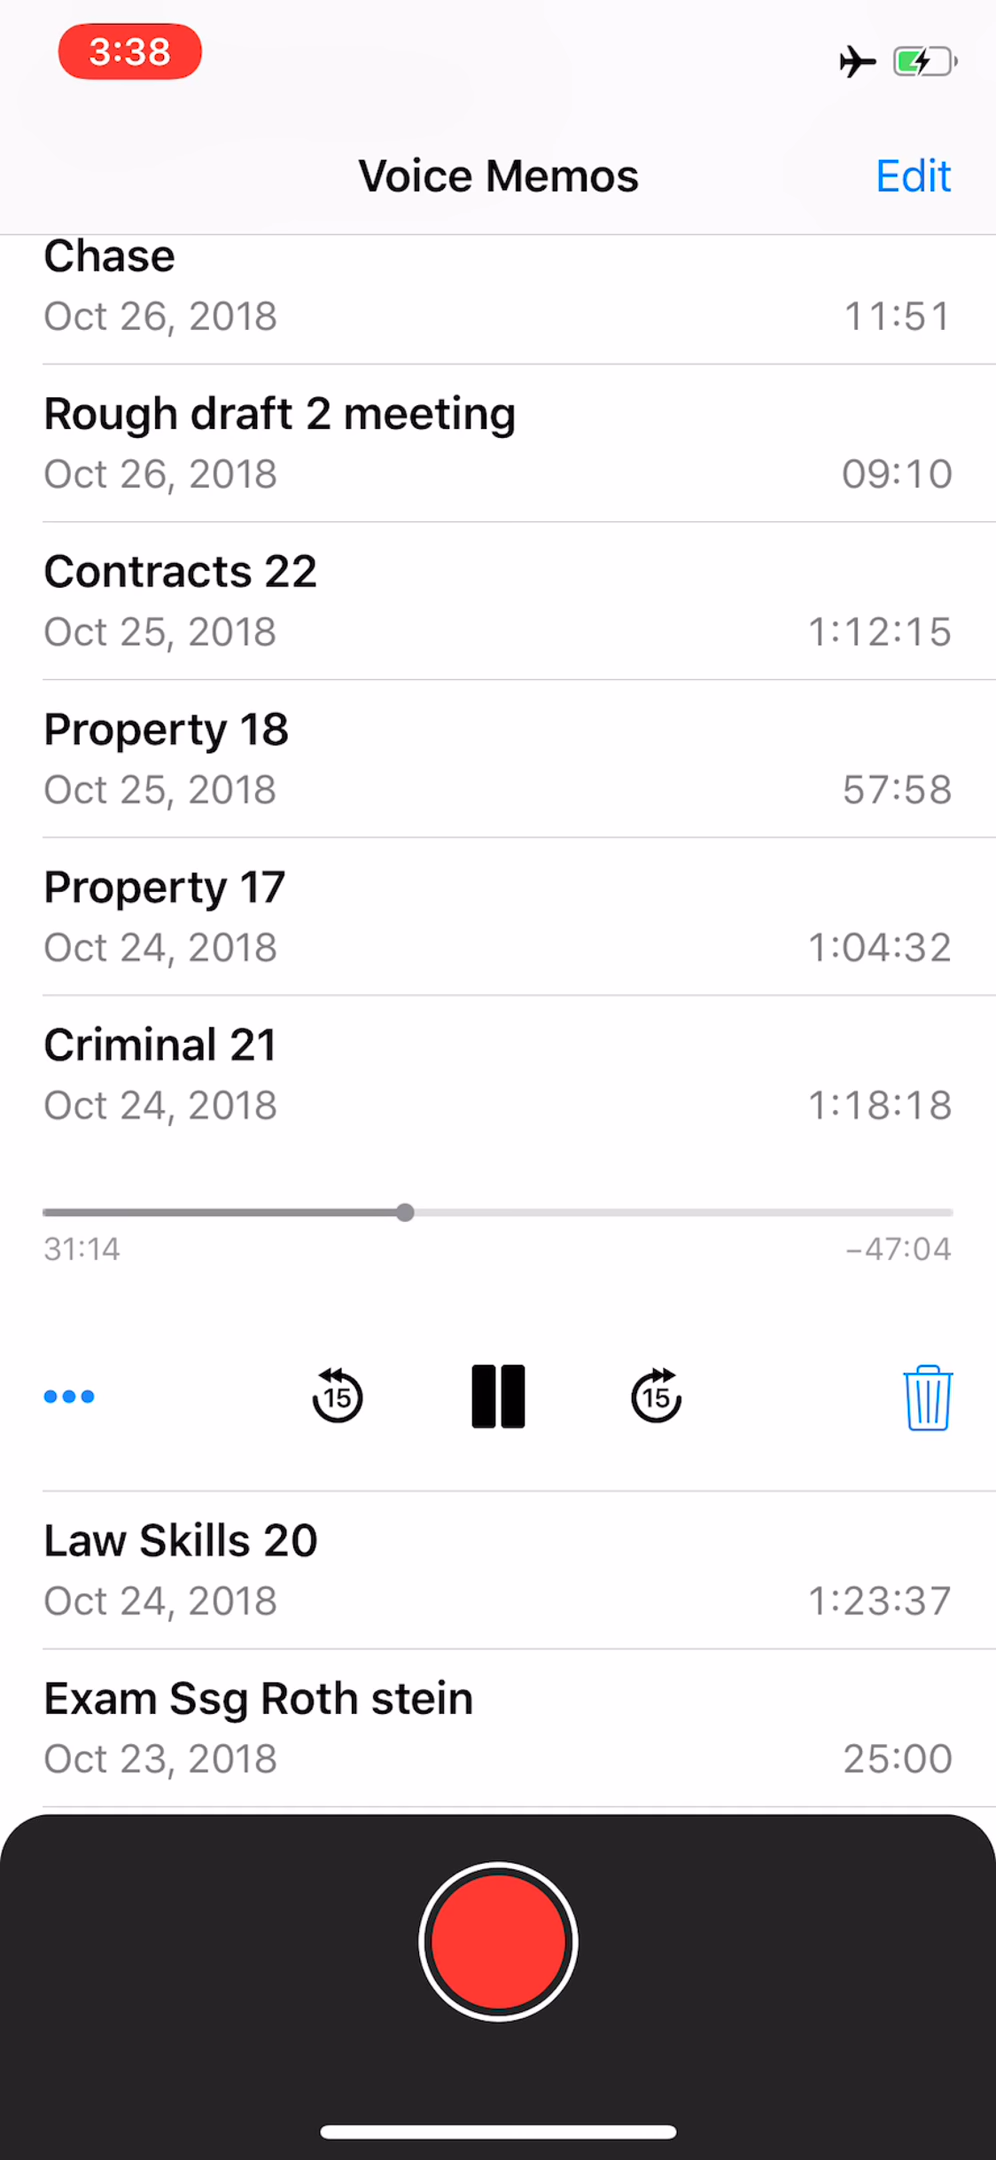 3:38
Voice Memos
Edit
Chase
Oct 26, 2018 11:51
Rough draft 2 meeting
Oct 26, 2018 09:10
Contracts 22
Oct 25, 2018 1:12:15
Property 18
Oct 25, 2018 57:58
Property 17
Oct 24, 2018 1:04:32
Criminal 21
Oct 24, 2018 1:18:18
31:14 −47:04
15 15
Law Skills 20
Oct 24, 2018 1:23:37
Exam Ssg Roth stein
Oct 23, 2018 25:00